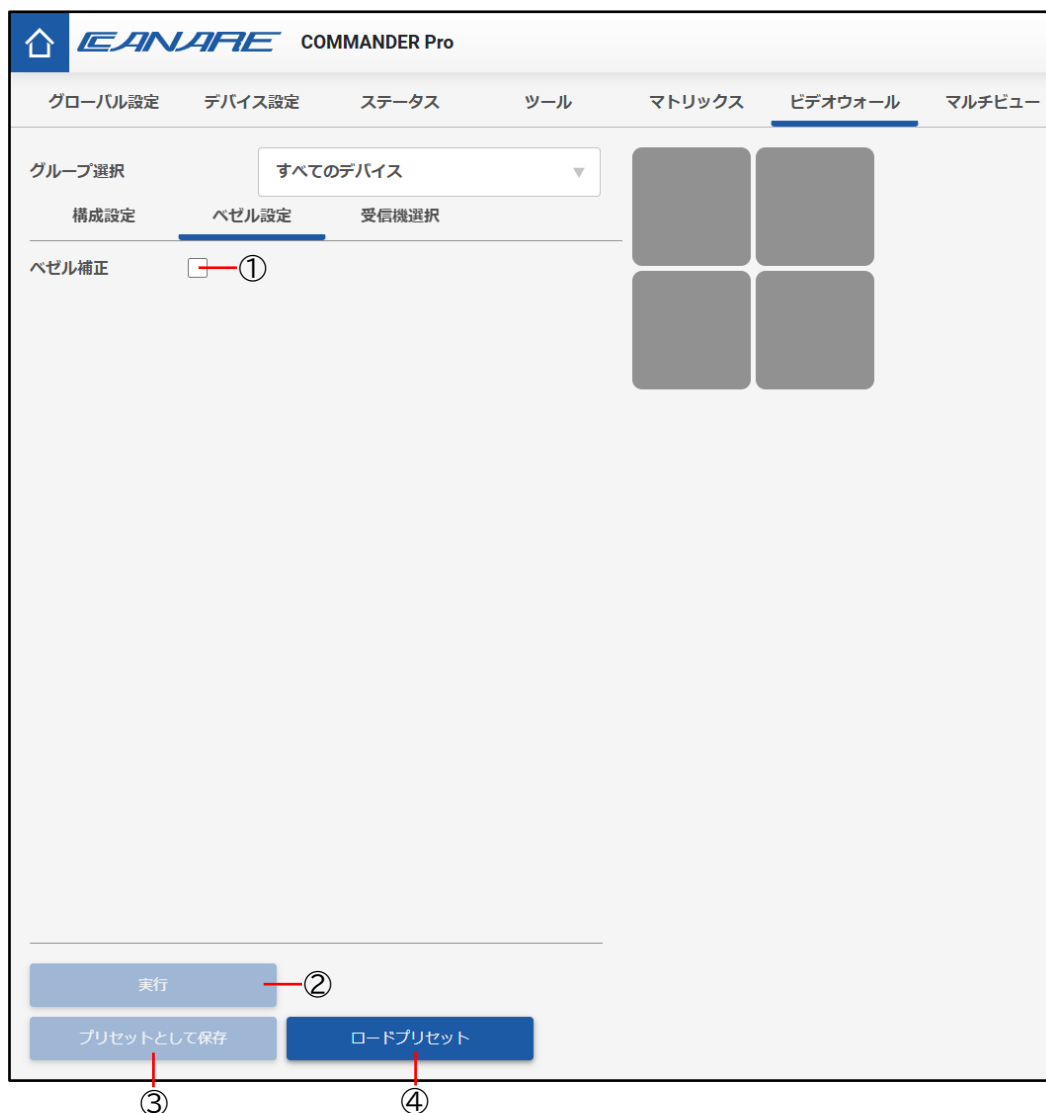 CANARE COMMANDER Pro
グローバル設定 デバイス設定 ステータス ツール マトリックス ビデオウォール マルチビュー
グループ選択 すべてのデバイス ▼
構成設定 ベゼル設定 受信機選択
ベゼル補正 ①
実行 ②
プリセットとして保存 ロードプリセット
③ ④